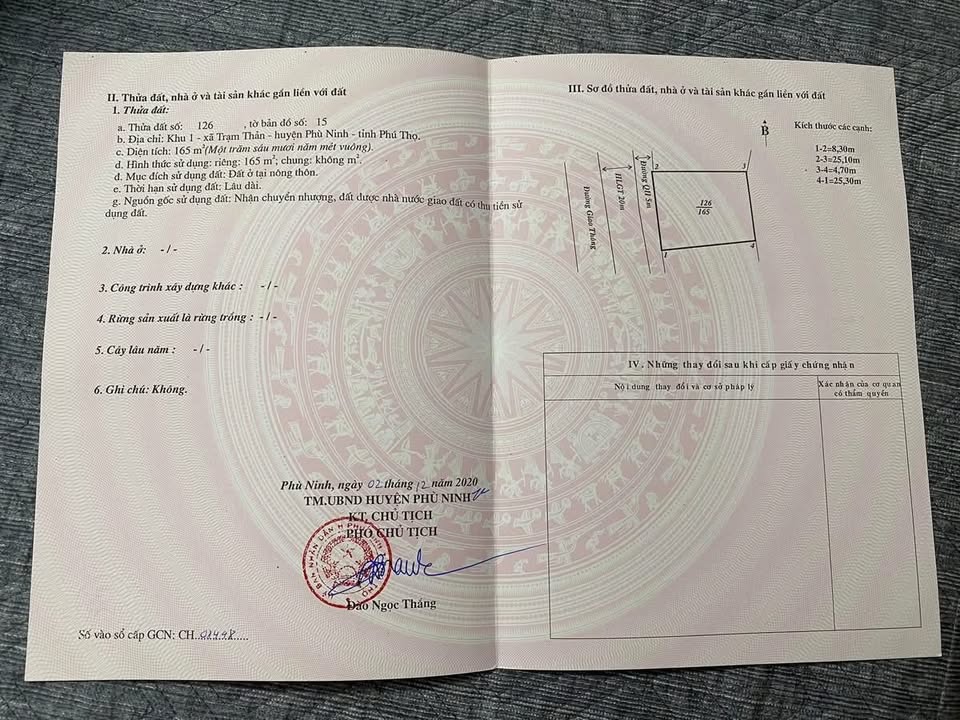 II. Thửa đất, nhà ở và tài sản khác gắn liền với đất
1. Thửa đất:
a. Thửa đất số: 126 , tờ bản đồ số: 15
b. Địa chỉ: Khu 1 - xã Trạm Thản - huyện Phù Ninh - tỉnh Phú Thọ.
c. Diện tích: 165 m² (Một trăm sáu mươi năm mét vuông).
d. Hình thức sử dụng: riêng: 165 m²; chung: không m².
đ. Mục đích sử dụng: Đất ở tại nông thôn.
e. Thời hạn sử dụng đất: Lâu dài.
g. Nguồn gốc sử dụng đất: Nhận chuyển nhượng, đất được nhà nước giao đất có thu tiền sử
dụng đất.
2. Nhà ở: - / -
3. Công trình xây dựng khác : - / -
4. Rừng sản xuất là rừng trồng : - / -
5. Cây lâu năm : - / -
6. Ghi chú: Không.
Phù Ninh, ngày 02 tháng 12 năm 2020
TM.UBND HUYỆN PHÙ NINH
KT. CHỦ TỊCH
PHÓ CHỦ TỊCH
Đào Ngọc Thắng
Số vào sổ cấp GCN: CH
III. Sơ đồ thửa đất, nhà ở và tài sản khác gắn liền với đất
B
Kích thước các cạnh:
1-2=8,30m
2-3=25,10m
3-4=4,70m
4-1=25,30m
Đường Giao Thông
HLGT 20m
Đường QH 5m
2
3
126
165
1
4
IV. Những thay đổi sau khi cấp giấy chứng nhận
Nội dung thay đổi và cơ sở pháp lý
Xác nhận của cơ quan
có thẩm quyền